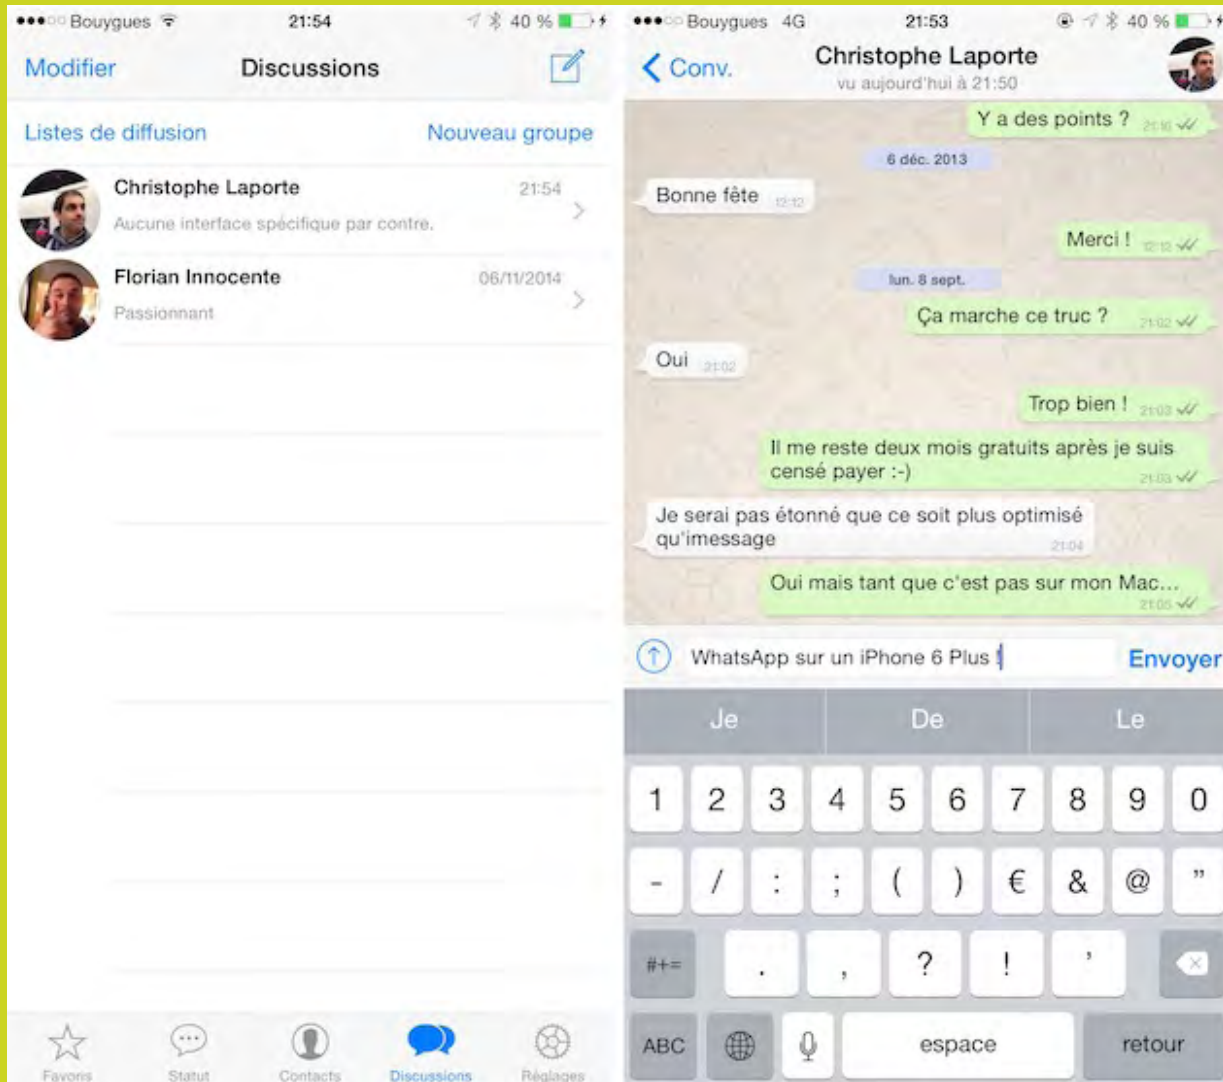 Bouygues 21:54 40 %
Modifier Discussions
Listes de diffusion Nouveau groupe
Christophe Laporte 21:54
Aucune interface spécifique par contre.
Florian Innocente 06/11/2014
Passionnant
Favoris Statut Contacts Discussions Réglages
Bouygues 4G 21:53 40 %
Conv. Christophe Laporte
vu aujourd'hui à 21:50
Y a des points ? 21:16
6 déc. 2013
Bonne fête 12:12
Merci ! 12:12
lun. 8 sept.
Ça marche ce truc ? 21:02
Oui 21:02
Trop bien ! 21:03
Il me reste deux mois gratuits après je suis
censé payer :-) 21:03
Je serai pas étonné que ce soit plus optimisé
qu'imessage 21:04
Oui mais tant que c'est pas sur mon Mac...
21:05
WhatsApp sur un iPhone 6 Plus ! Envoyer
Je De Le
1 2 3 4 5 6 7 8 9 0
- / : ; ( ) € & @ "
#+= . , ? ! '
ABC espace retour